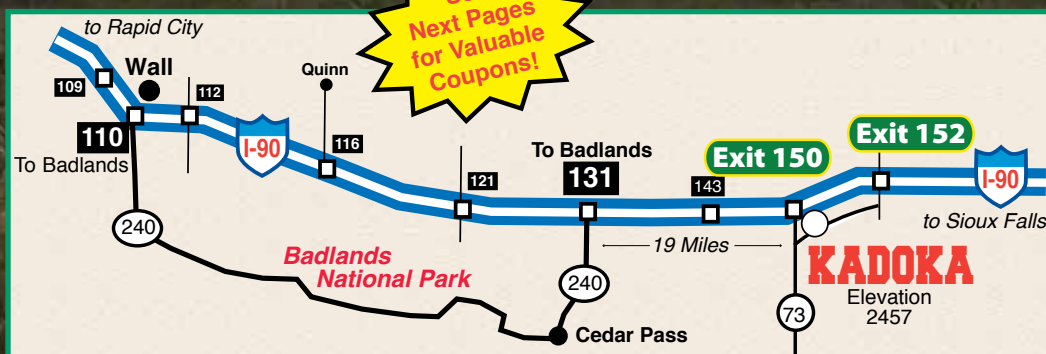 Next Pages
for Valuable
Coupons!
to Rapid City
Wall
109
112
Quinn
110
To Badlands
I-90
116
121
To Badlands
131
143
Exit 150
Exit 152
I-90
to Sioux Falls
19 Miles
240
Badlands
National Park
240
Cedar Pass
KADOKA
Elevation
2457
73